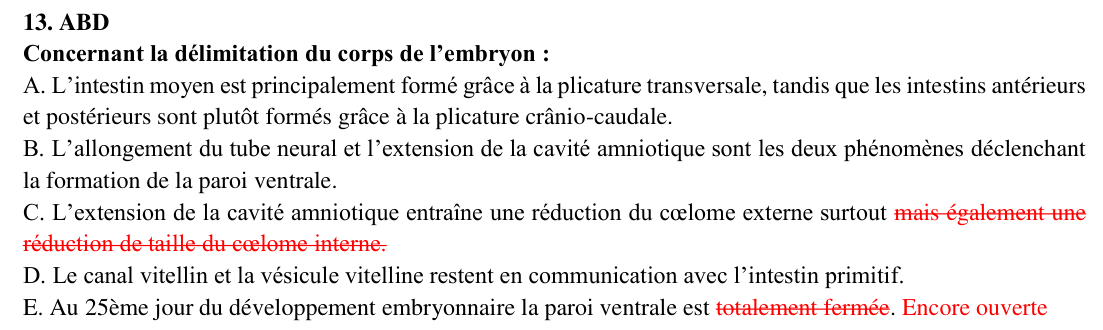 13. ABD
Concernant la délimitation du corps de l’embryon :
A. L’intestin moyen est principalement formé grâce à la plicature transversale, tandis que les intestins antérieurs
et postérieurs sont plutôt formés grâce à la plicature crânio-caudale.
B. L’allongement du tube neural et l’extension de la cavité amniotique sont les deux phénomènes déclenchant
la formation de la paroi ventrale.
C. L’extension de la cavité amniotique entraîne une réduction du cœlome externe surtout mais également une
réduction de taille du cœlome interne.
D. Le canal vitellin et la vésicule vitelline restent en communication avec l’intestin primitif.
E. Au 25ème jour du développement embryonnaire la paroi ventrale est totalement fermée. Encore ouverte